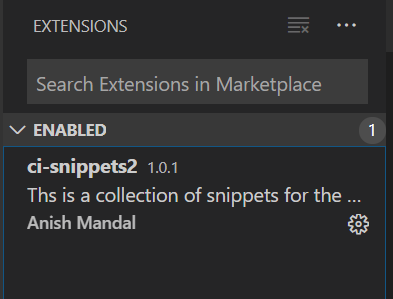 EXTENSIONS
Search Extensions in Marketplace
ENABLED 1
ci-snippets2 1.0.1
Ths is a collection of snippets for the ...
Anish Mandal